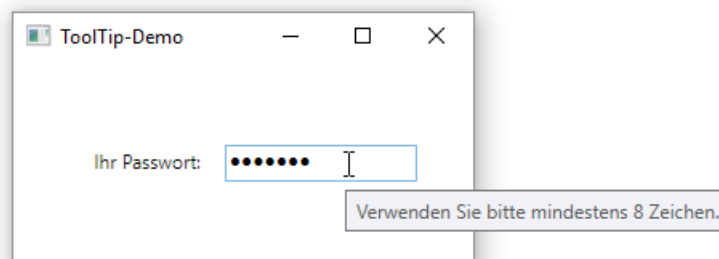 ToolTip-Demo
Ihr Passwort: •••••••
Verwenden Sie bitte mindestens 8 Zeichen.